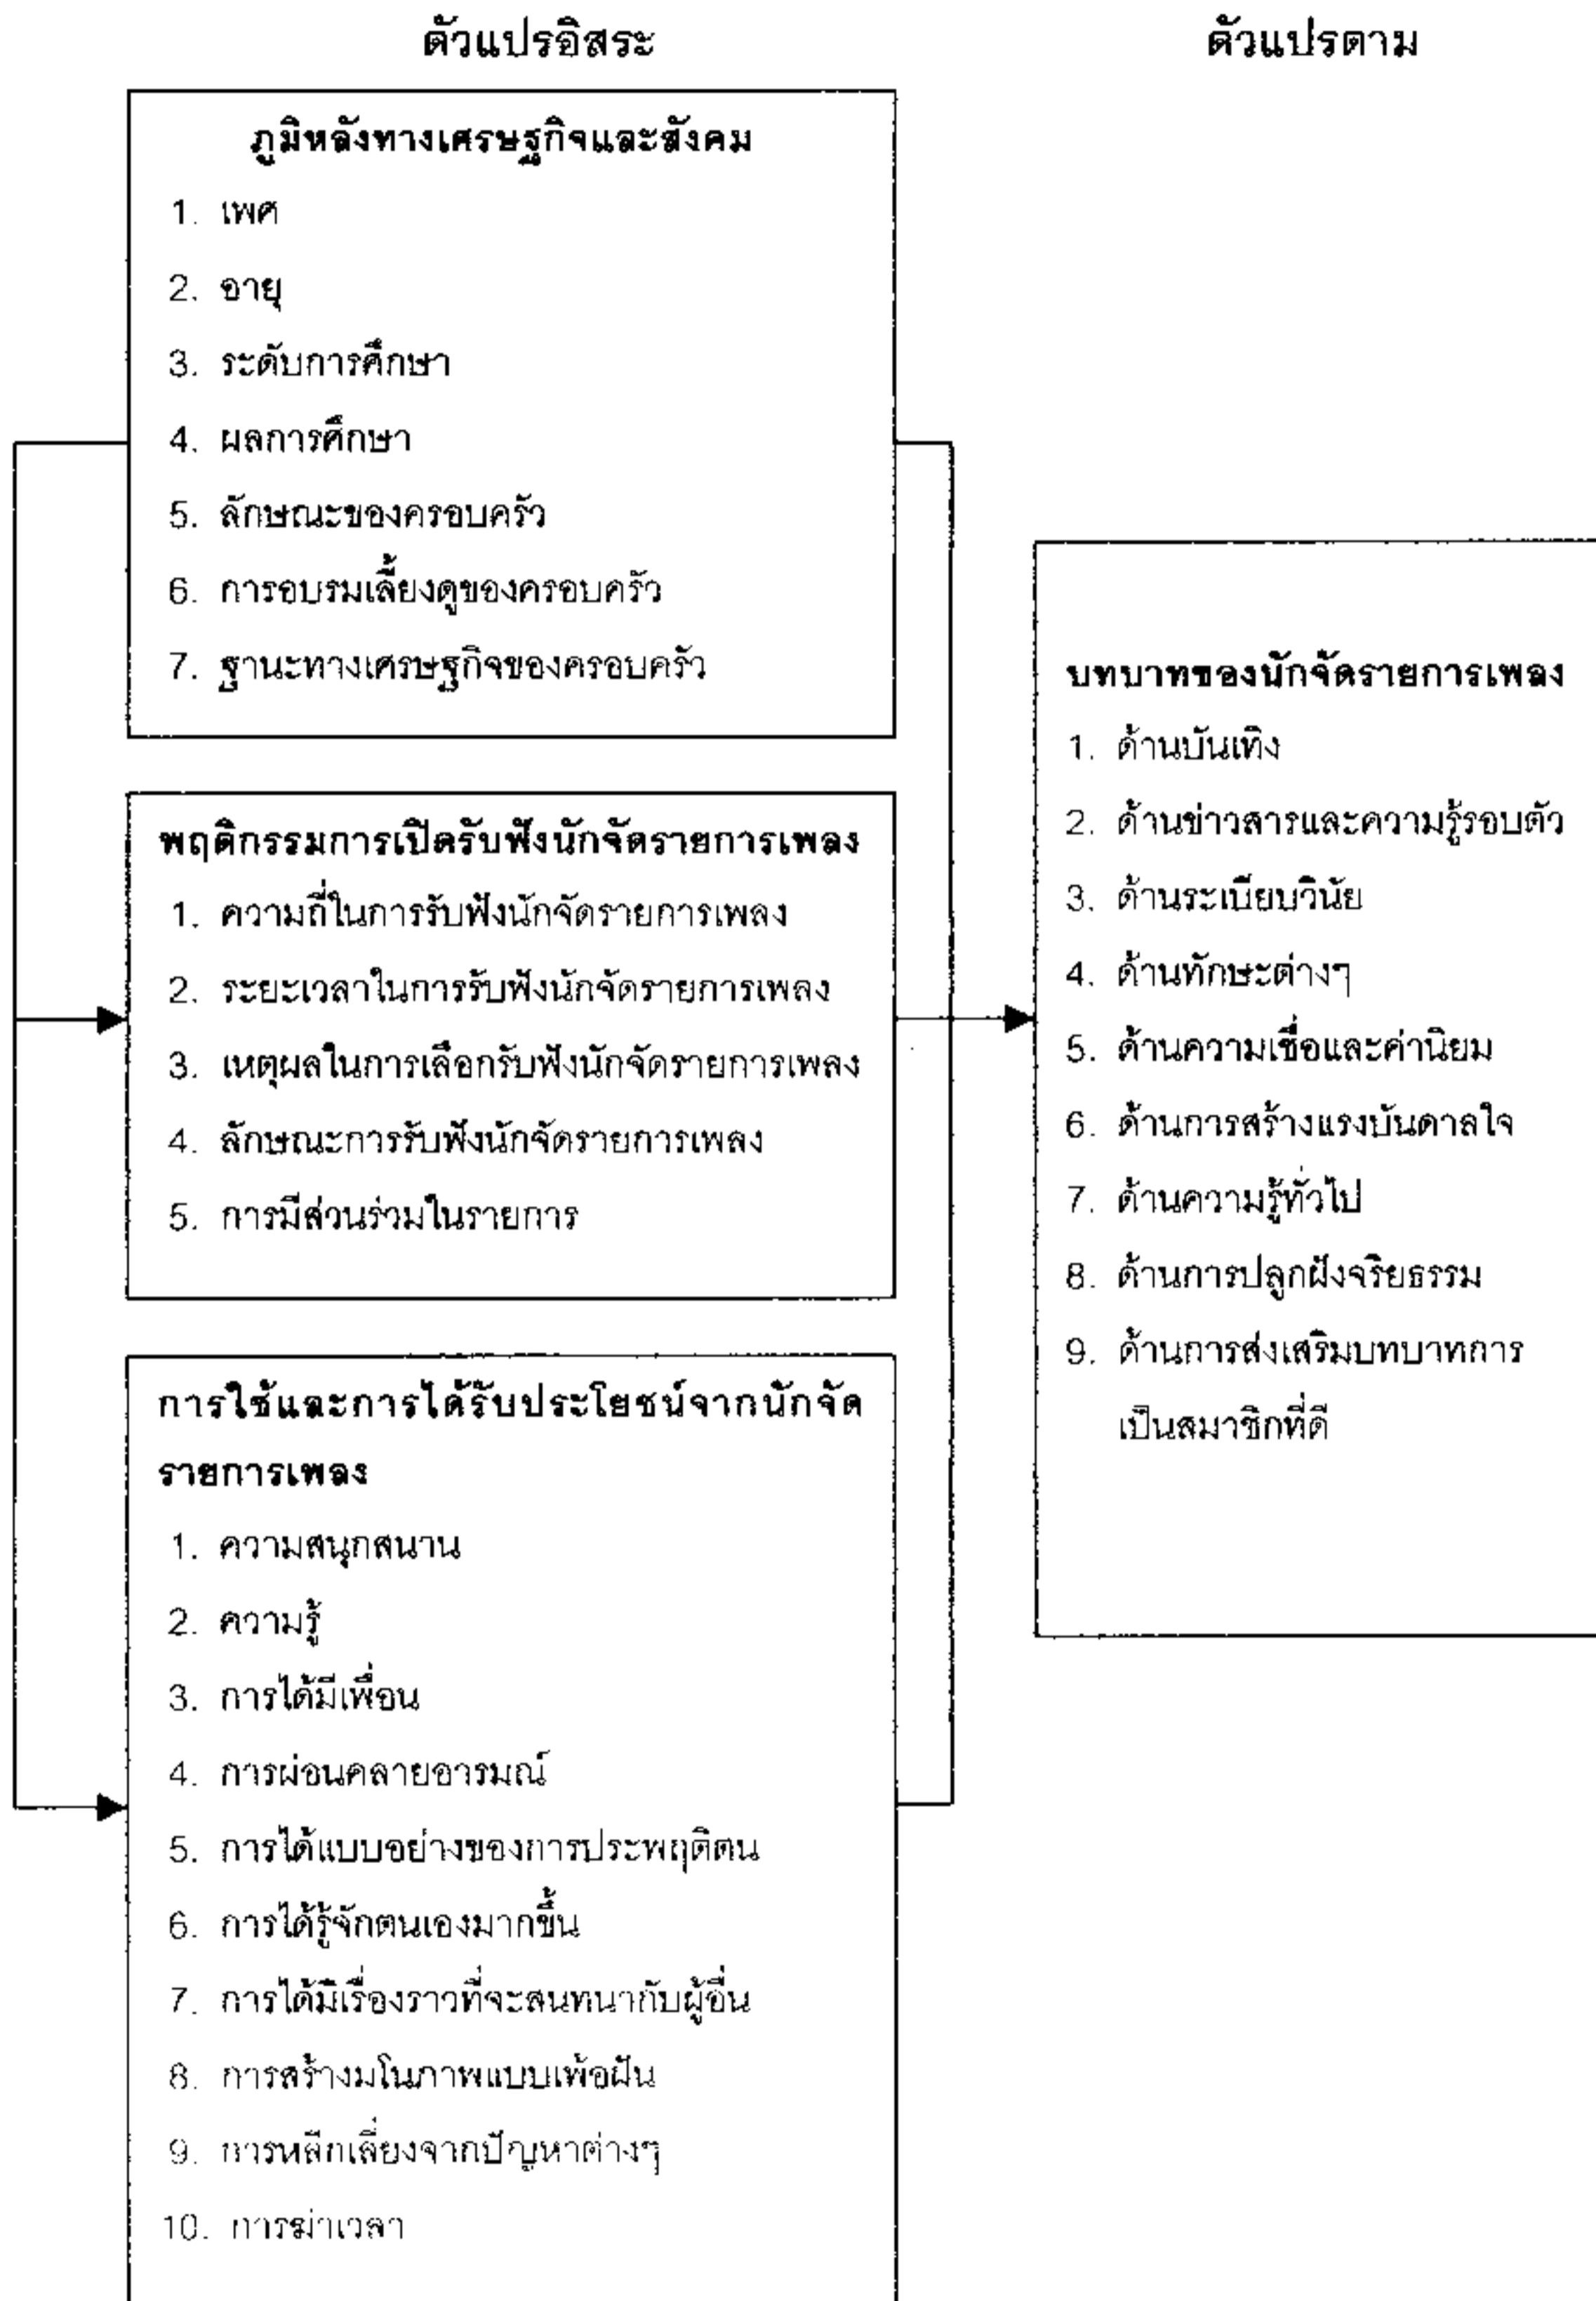 ตัวแปรอิสระ
ตัวแปรตาม
ภูมิหลังทางเศรษฐกิจและสังคม
1. เพศ
2. อายุ
3. ระดับการศึกษา
4. ผลการศึกษา
5. ลักษณะของครอบครัว
6. การอบรมเลี้ยงดูของครอบครัว
7. ฐานะทางเศรษฐกิจของครอบครัว
พฤติกรรมการเปิดรับฟังนักจัดรายการเพลง
1. ความถี่ในการรับฟังนักจัดรายการเพลง
2. ระยะเวลาในการรับฟังนักจัดรายการเพลง
3. เหตุผลในการเลือกรับฟังนักจัดรายการเพลง
4. ลักษณะการรับฟังนักจัดรายการเพลง
5. การมีส่วนร่วมในรายการ
การใช้และการได้รับประโยชน์จากนักจัด
รายการเพลง
1. ความสนุกสนาน
2. ความรู้
3. การได้มีเพื่อน
4. การผ่อนคลายอารมณ์
5. การได้แบบอย่างของการประพฤติตน
6. การได้รู้จักตนเองมากขึ้น
7. การได้มีเรื่องราวที่จะสนทนากับผู้อื่น
8. การสร้างมโนภาพแบบเพ้อฝัน
9. การหลีกเลี่ยงจากปัญหาต่างๆ
10. การฆ่าเวลา
บทบาทของนักจัดรายการเพลง
1. ด้านบันเทิง
2. ด้านข่าวสารและความรู้รอบตัว
3. ด้านระเบียบวินัย
4. ด้านทักษะต่างๆ
5. ด้านความเชื่อและค่านิยม
6. ด้านการสร้างแรงบันดาลใจ
7. ด้านความรู้ทั่วไป
8. ด้านการปลูกฝังจริยธรรม
9. ด้านการส่งเสริมบทบาทการ
เป็นสมาชิกที่ดี